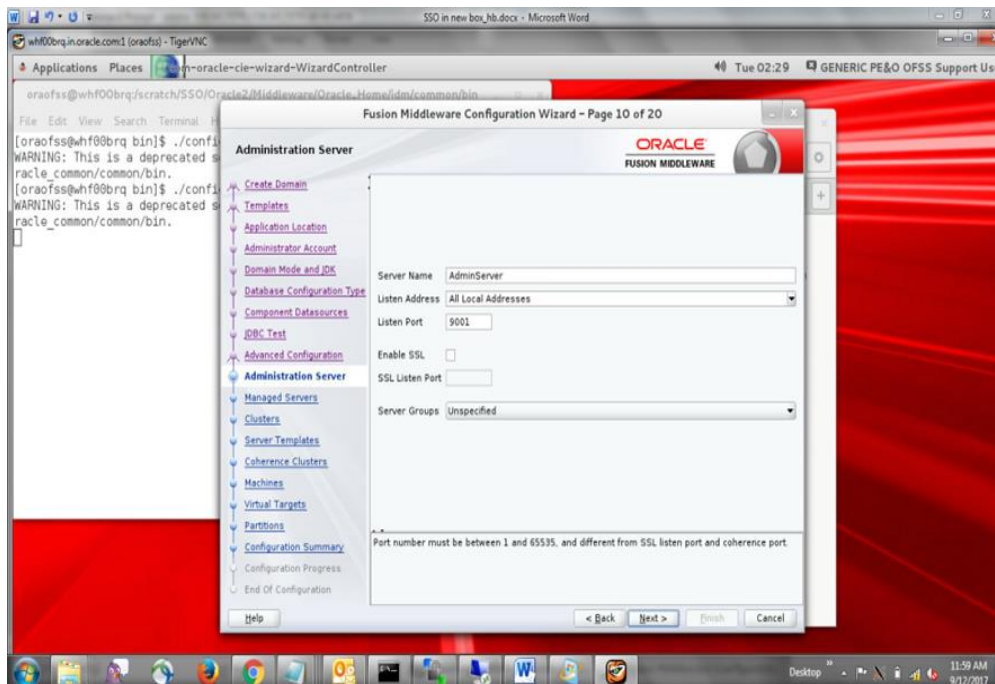 SSO in new box_hb.docx - Microsoft Word
whf00brq.in.oracle.com:1 (oraofss) - TigerVNC
Applications Places -oracle-cie-wizard-WizardController Tue 02:29 GENERIC PE&O OFSS Support Us
oraofss@whf00brq:/scratch/SSO/Oracle2/Middleware/Oracle_Home/idm/common/bin
File Edit View Search Terminal H
[oraofss@whf00brq bin]$ ./confi
WARNING: This is a deprecated s
racle_common/common/bin.
[oraofss@whf00brq bin]$ ./confi
WARNING: This is a deprecated s
racle_common/common/bin.
Fusion Middleware Configuration Wizard - Page 10 of 20
Administration Server
ORACLE
FUSION MIDDLEWARE
Create Domain
Templates
Application Location
Administrator Account
Domain Mode and JDK
Database Configuration Type
Component Datasources
JDBC Test
Advanced Configuration
Administration Server
Managed Servers
Clusters
Server Templates
Coherence Clusters
Machines
Virtual Targets
Partitions
Configuration Summary
Configuration Progress
End Of Configuration
Server Name AdminServer
Listen Address All Local Addresses
Listen Port 9001
Enable SSL
SSL Listen Port
Server Groups Unspecified
Port number must be between 1 and 65535, and different from SSL listen port and coherence port.
Help < Back Next > Finish Cancel
Desktop 11:59 AM
9/12/2017